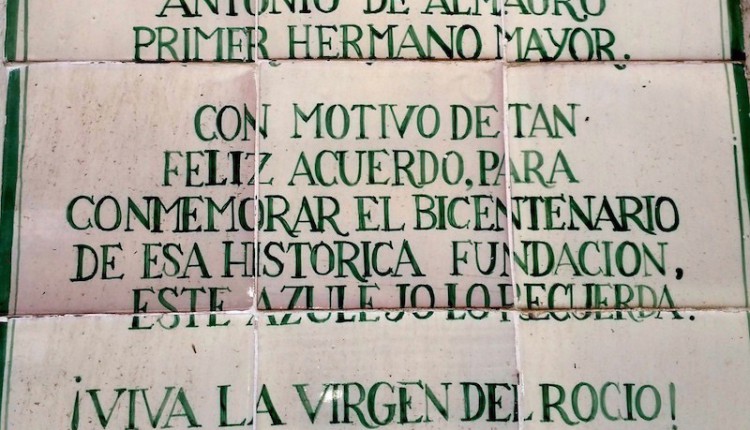 ANTONIO DE ALMAURO
PRIMER HERMANO MAYOR.
CON MOTIVO DE TAN
FELIZ ACUERDO, PARA
CONMEMORAR EL BICENTENARIO
DE ESA HISTORICA FUNDACION,
ESTE AZULEJO LO RECUERDA.
¡VIVA LA VIRGEN DEL ROCIO!